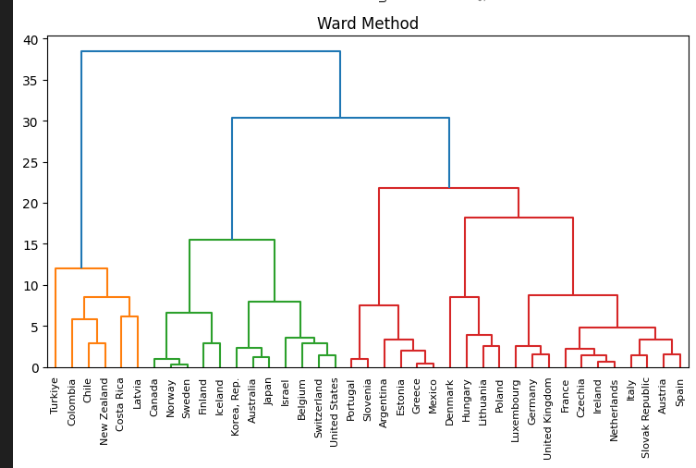 Ward Method
40
35
30
25
20
15
10
5
0
Turkiye
Colombia
Chile
New Zealand
Costa Rica
Latvia
Canada
Norway
Sweden
Finland
Iceland
Korea, Rep.
Australia
Japan
Israel
Belgium
Switzerland
United States
Portugal
Slovenia
Argentina
Estonia
Greece
Mexico
Denmark
Hungary
Lithuania
Poland
Luxembourg
Germany
United Kingdom
France
Czechia
Ireland
Netherlands
Italy
Slovak Republic
Austria
Spain